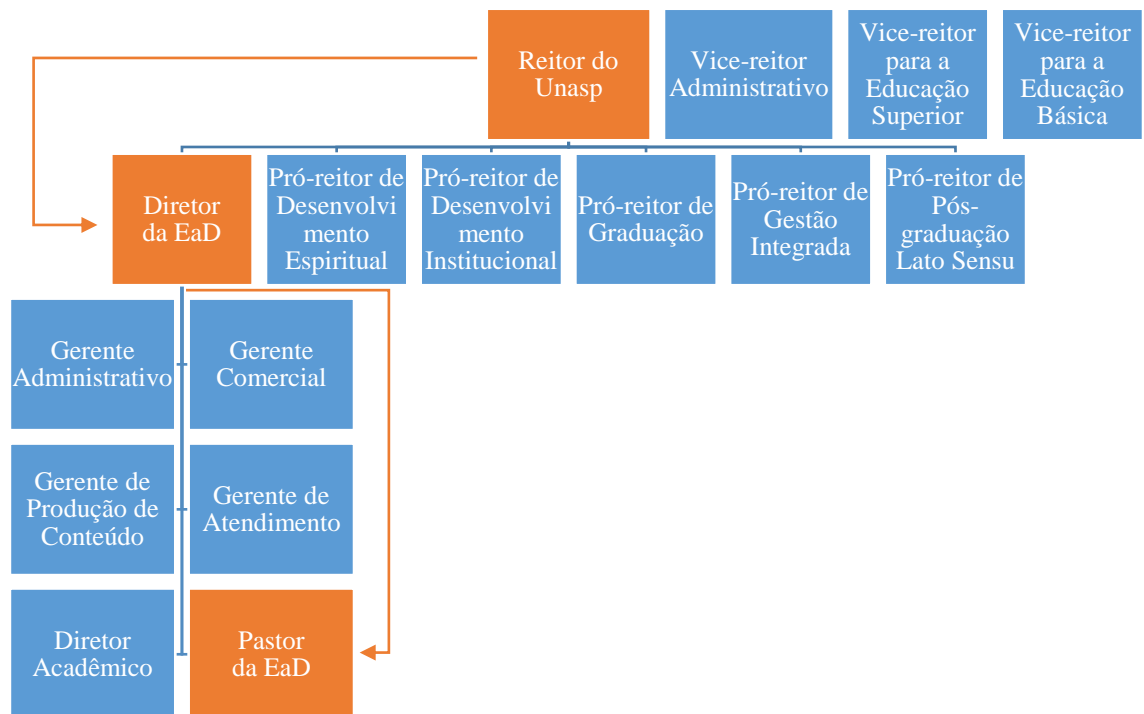 Reitor do
Unasp
Vice-reitor
Administrativo
Vice-reitor
para a
Educação
Superior
Vice-reitor
para a
Educação
Básica
Diretor
da EaD
Pró-reitor de
Desenvolvi
mento
Espiritual
Pró-reitor de
Desenvolvi
mento
Institucional
Pró-reitor de
Graduação
Pró-reitor de
Gestão
Integrada
Pró-reitor de
Pós-
graduação
Lato Sensu
Gerente
Administrativo
Gerente
Comercial
Gerente de
Produção de
Conteúdo
Gerente de
Atendimento
Diretor
Acadêmico
Pastor
da EaD